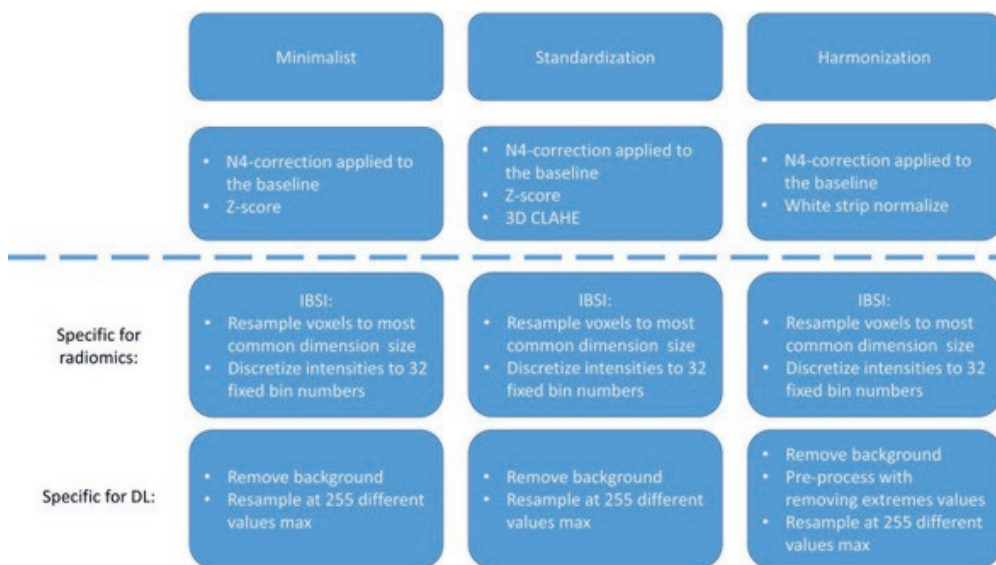 Minimalist
Standardization
Harmonization
• N4-correction applied to
the baseline
• Z-score
• N4-correction applied to
the baseline
• Z-score
• 3D CLAHE
• N4-correction applied to
the baseline
• White strip normalize
Specific for
radiomics:
IBSI:
• Resample voxels to most
common dimension size
• Discretize intensities to 32
fixed bin numbers
IBSI:
• Resample voxels to most
common dimension size
• Discretize intensities to 32
fixed bin numbers
IBSI:
• Resample voxels to most
common dimension size
• Discretize intensities to 32
fixed bin numbers
Specific for DL:
• Remove background
• Resample at 255 different
values max
• Remove background
• Resample at 255 different
values max
• Remove background
• Pre-process with
removing extremes values
• Resample at 255 different
values max